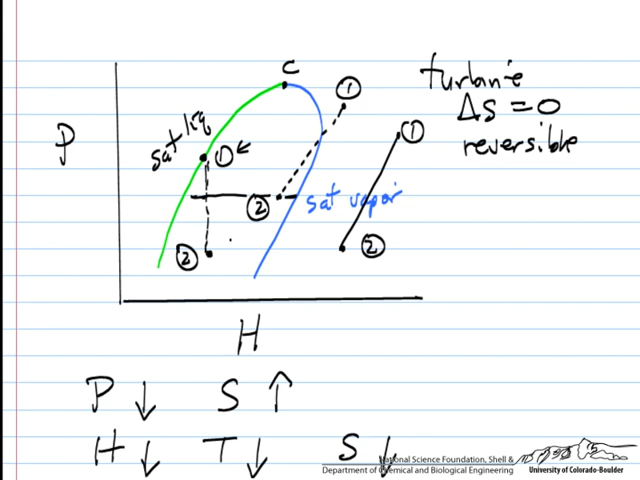 C
①
turbine
ΔS = 0
reversible
P
sat liq
①
①
②
sat vapor
②
②
H
P ↓ S ↑
H ↓ T ↓ S ↓
National Science Foundation, Shell &
Department of Chemical and Biological Engineering
University of Colorado-Boulder